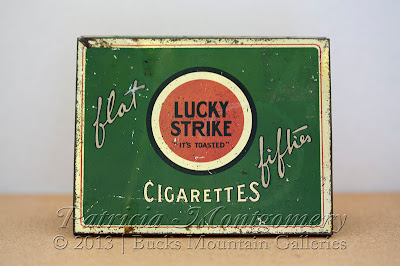 flat
LUCKY
STRIKE
"IT'S TOASTED"
fifties
CIGARETTES
Patricia Montgomery
© 2013 | Bucks Mountain Galleries